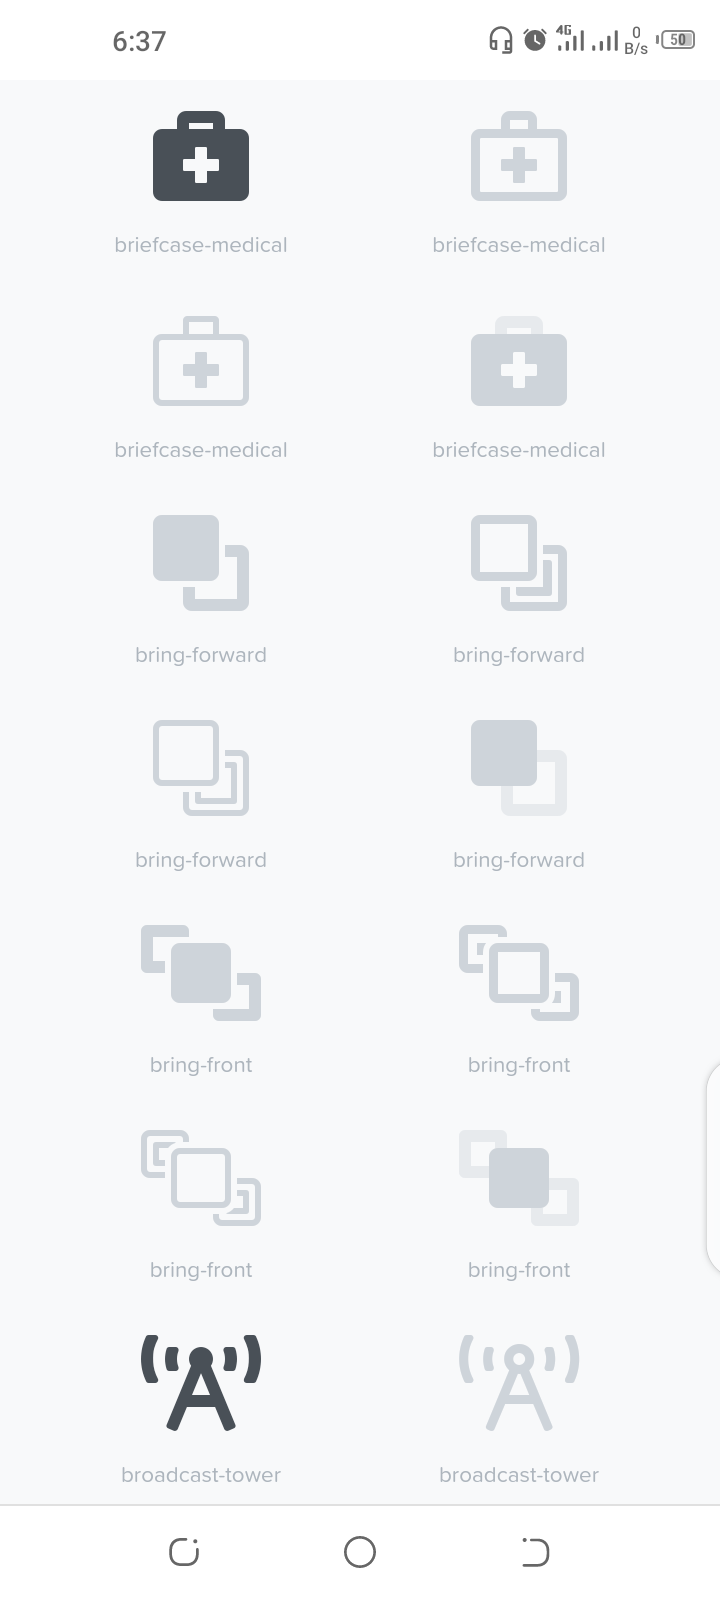 6:37
4G
0
B/s
50
briefcase-medical briefcase-medical
briefcase-medical briefcase-medical
bring-forward bring-forward
bring-forward bring-forward
bring-front bring-front
bring-front bring-front
broadcast-tower broadcast-tower